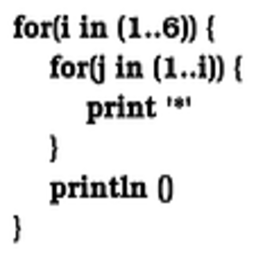 for(i in (1..6)) {
for(j in (1..i)) {
print '*'
}
println ()
}